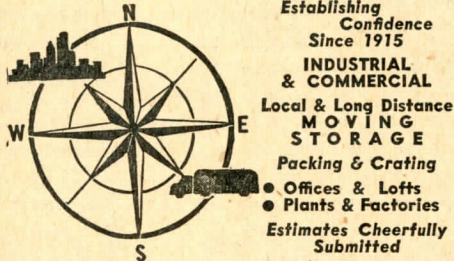 N
W
E
S
Establishing
Confidence
Since 1915
INDUSTRIAL
& COMMERCIAL
Local & Long Distance
MOVING
STORAGE
Packing & Crating
• Offices & Lofts
• Plants & Factories
Estimates Cheerfully
Submitted